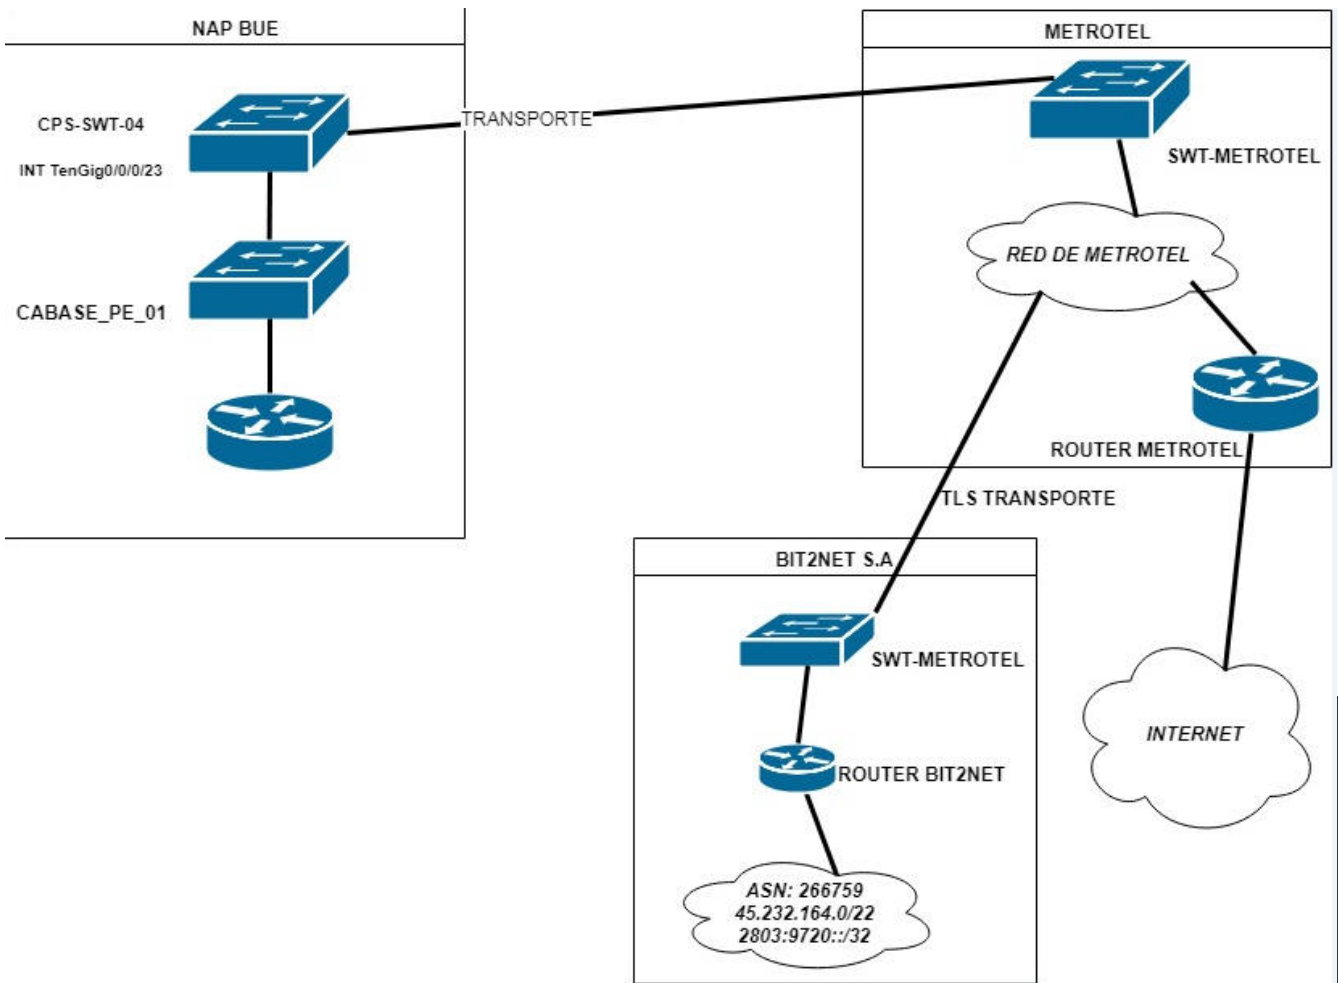 NAP BUE
CPS-SWT-04
INT TenGig0/0/0/23
CABASE_PE_01
TRANSPORTE
METROTEL
SWT-METROTEL
RED DE METROTEL
ROUTER METROTEL
TLS TRANSPORTE
BIT2NET S.A
SWT-METROTEL
ROUTER BIT2NET
ASN: 266759
45.232.164.0/22
2803:9720::/32
INTERNET